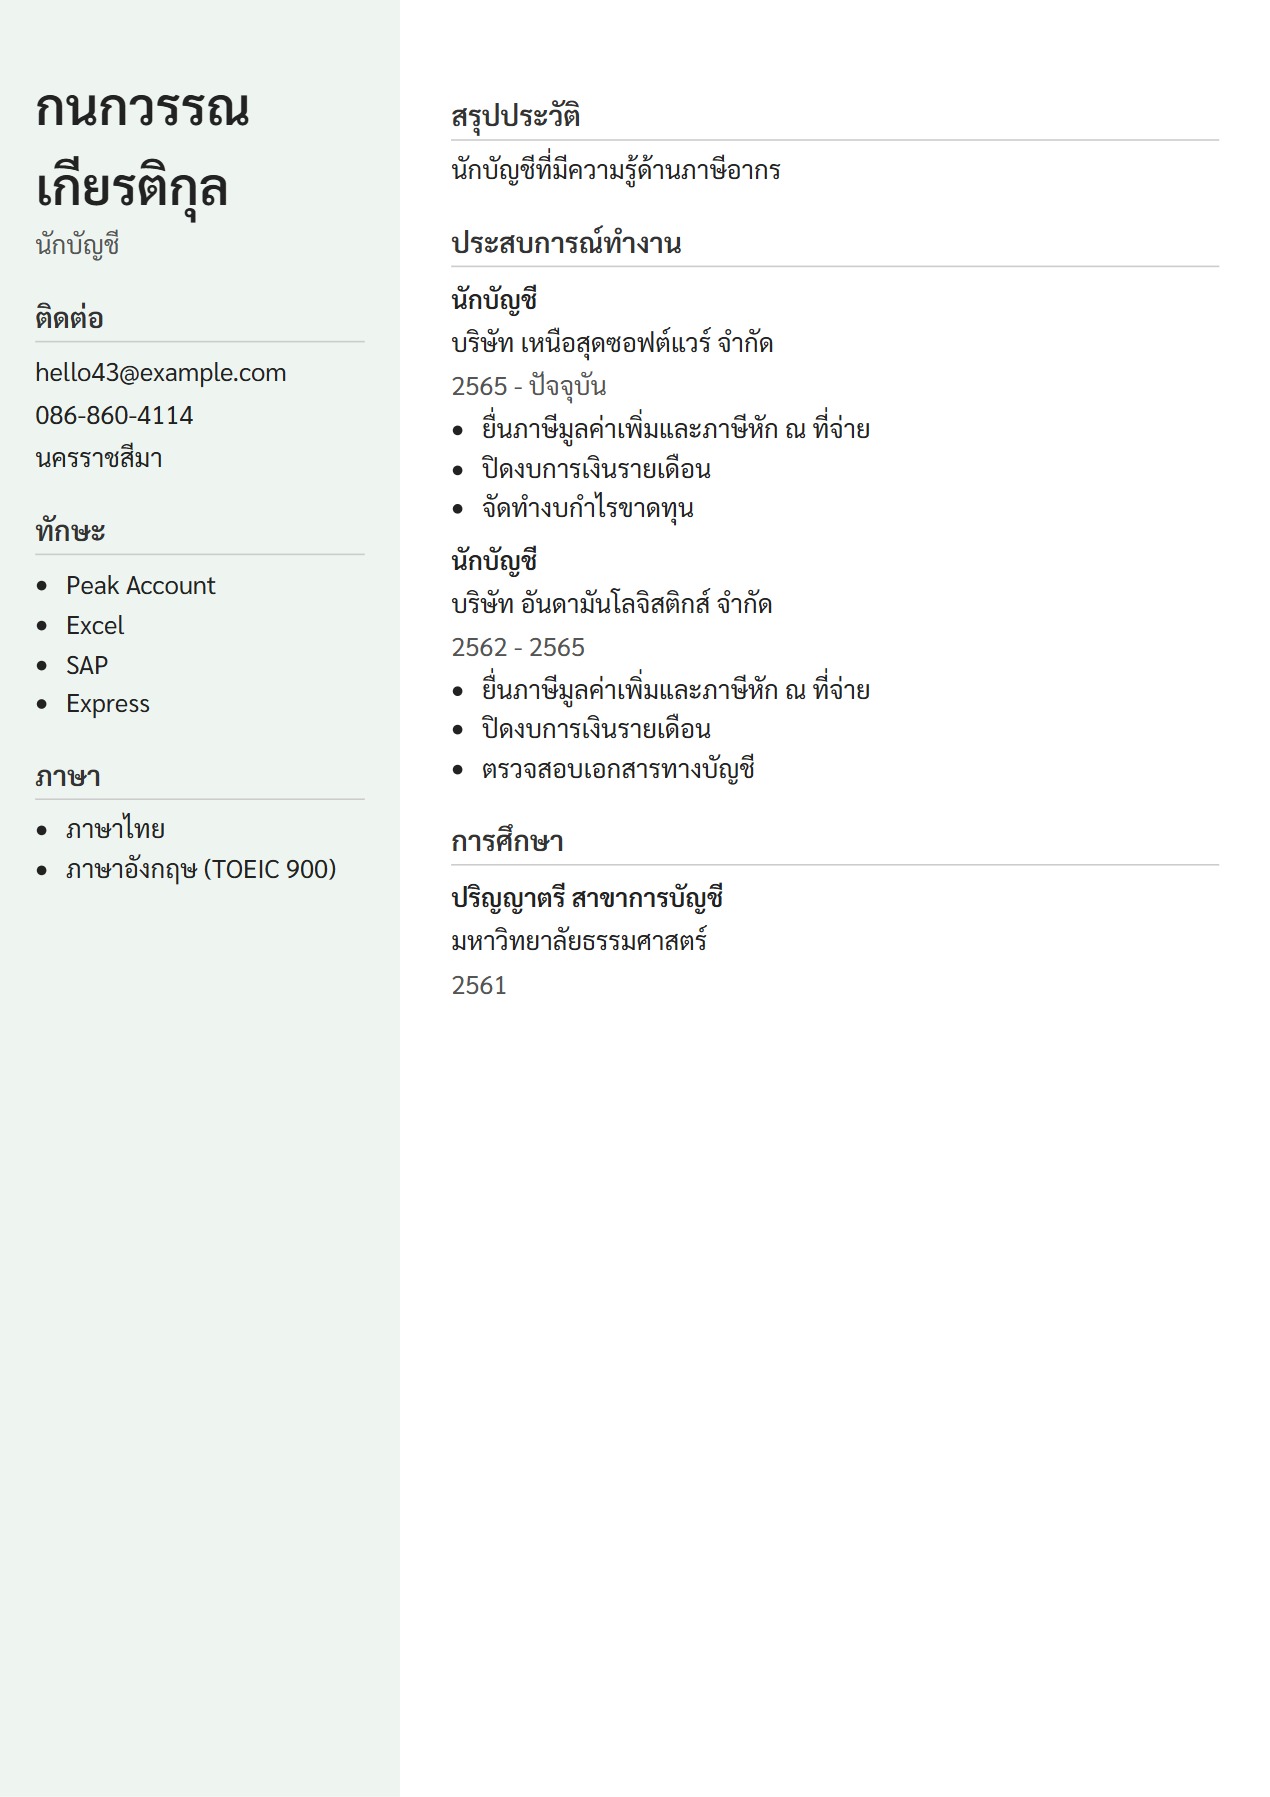 กนกวรรณ
เกียรติกุล
นักบัญชี
ติดต่อ
hello43@example.com
086-860-4114
นครราชสีมา
ทักษะ
• Peak Account
• Excel
• SAP
• Express
ภาษา
• ภาษาไทย
• ภาษาอังกฤษ (TOEIC 900)
สรุปประวัติ
นักบัญชีที่มีความรู้ด้านภาษีอากร
ประสบการณ์ทำงาน
นักบัญชี
บริษัท เหนือสุดซอฟต์แวร์ จำกัด
2565 - ปัจจุบัน
• ยื่นภาษีมูลค่าเพิ่มและภาษีหัก ณ ที่จ่าย
• ปิดงบการเงินรายเดือน
• จัดทำงบกำไรขาดทุน
นักบัญชี
บริษัท อันดามันโลจิสติกส์ จำกัด
2562 - 2565
• ยื่นภาษีมูลค่าเพิ่มและภาษีหัก ณ ที่จ่าย
• ปิดงบการเงินรายเดือน
• ตรวจสอบเอกสารทางบัญชี
การศึกษา
ปริญญาตรี สาขาการบัญชี
มหาวิทยาลัยธรรมศาสตร์
2561